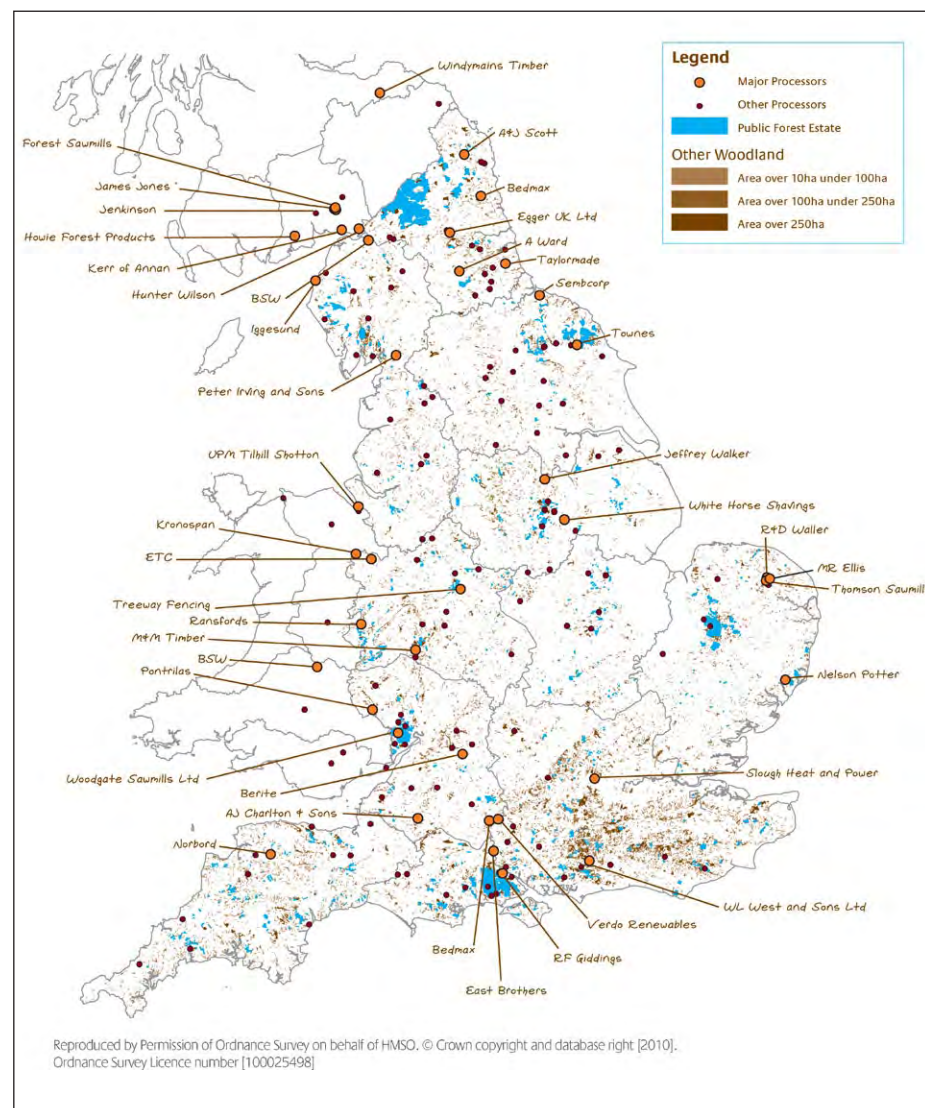 Legend
Major Processors
Other Processors
Public Forest Estate
Other Woodland
Area over 10ha under 100ha
Area over 100ha under 250ha
Area over 250ha
Windymains Timber
Forest Sawmills
A&J Scott
James Jones
Bedmax
Jenkinson
Egger UK Ltd
Howie Forest Products
A Ward
Kerr of Annan
Taylormade
Hunter Wilson
Sembcorp
BSW
Iggesund
Townes
Peter Irving and Sons
UPM Tilhill Shotton
Jeffrey Walker
White Horse Shavings
Kronospan
R&D Waller
ETC
MR Ellis
Treeway Fencing
Thomson Sawmill
Ransfords
M&M Timber
BSW
Pontrilas
Nelson Potter
Woodgate Sawmills Ltd
Slough Heat and Power
Berite
AJ Charlton & Sons
Norbord
WL West and Sons Ltd
Verdo Renewables
Bedmax
RF Giddings
East Brothers
Reproduced by Permission of Ordnance Survey on behalf of HMSO. © Crown copyright and database right [2010].
Ordnance Survey Licence number [100025498]